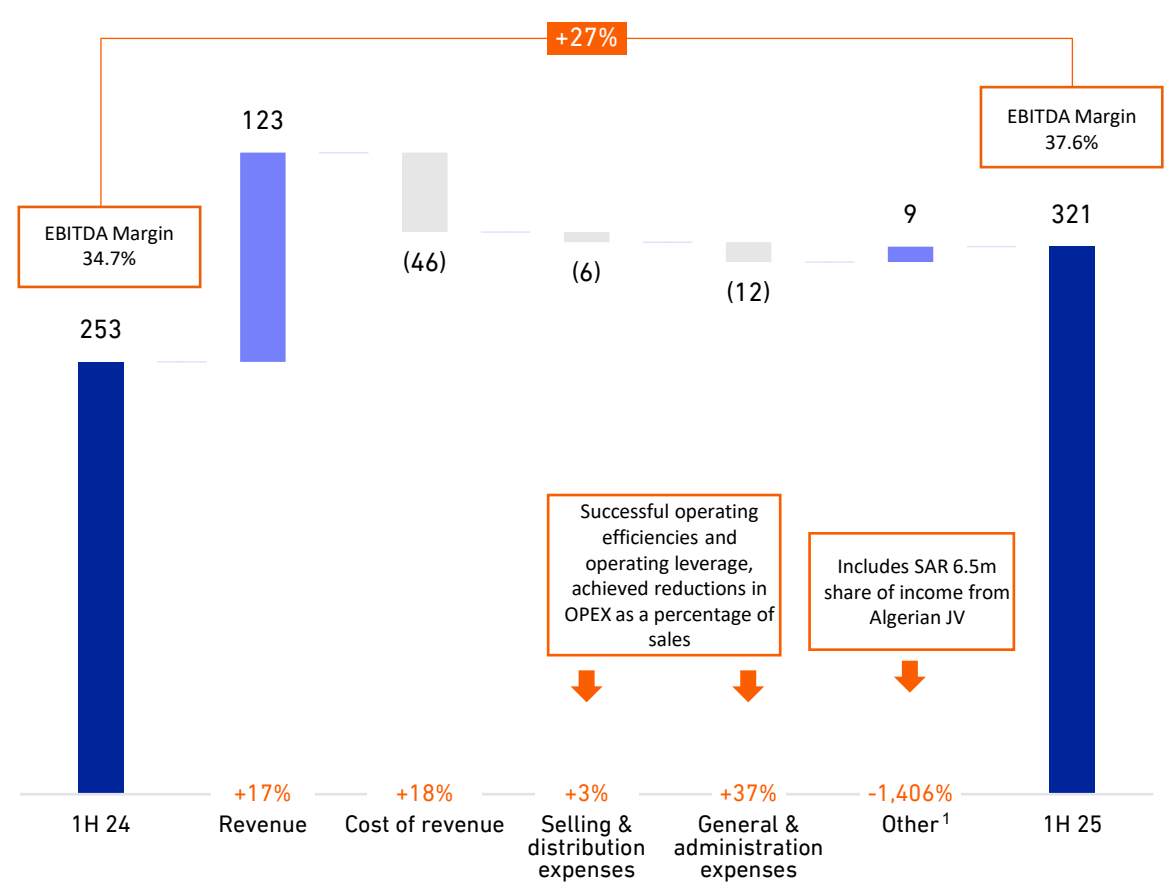 +27%
EBITDA Margin
37.6%
123
EBITDA Margin
34.7%
9
321
(46)
(6)
(12)
253
Successful operating
efficiencies and
operating leverage,
achieved reductions in
OPEX as a percentage of
sales
Includes SAR 6.5m
share of income from
Algerian JV
+17%
+18%
+3%
+37%
-1,406%
1H 24
Revenue
Cost of revenue
Selling &
distribution
expenses
General &
administration
expenses
Other 1
1H 25